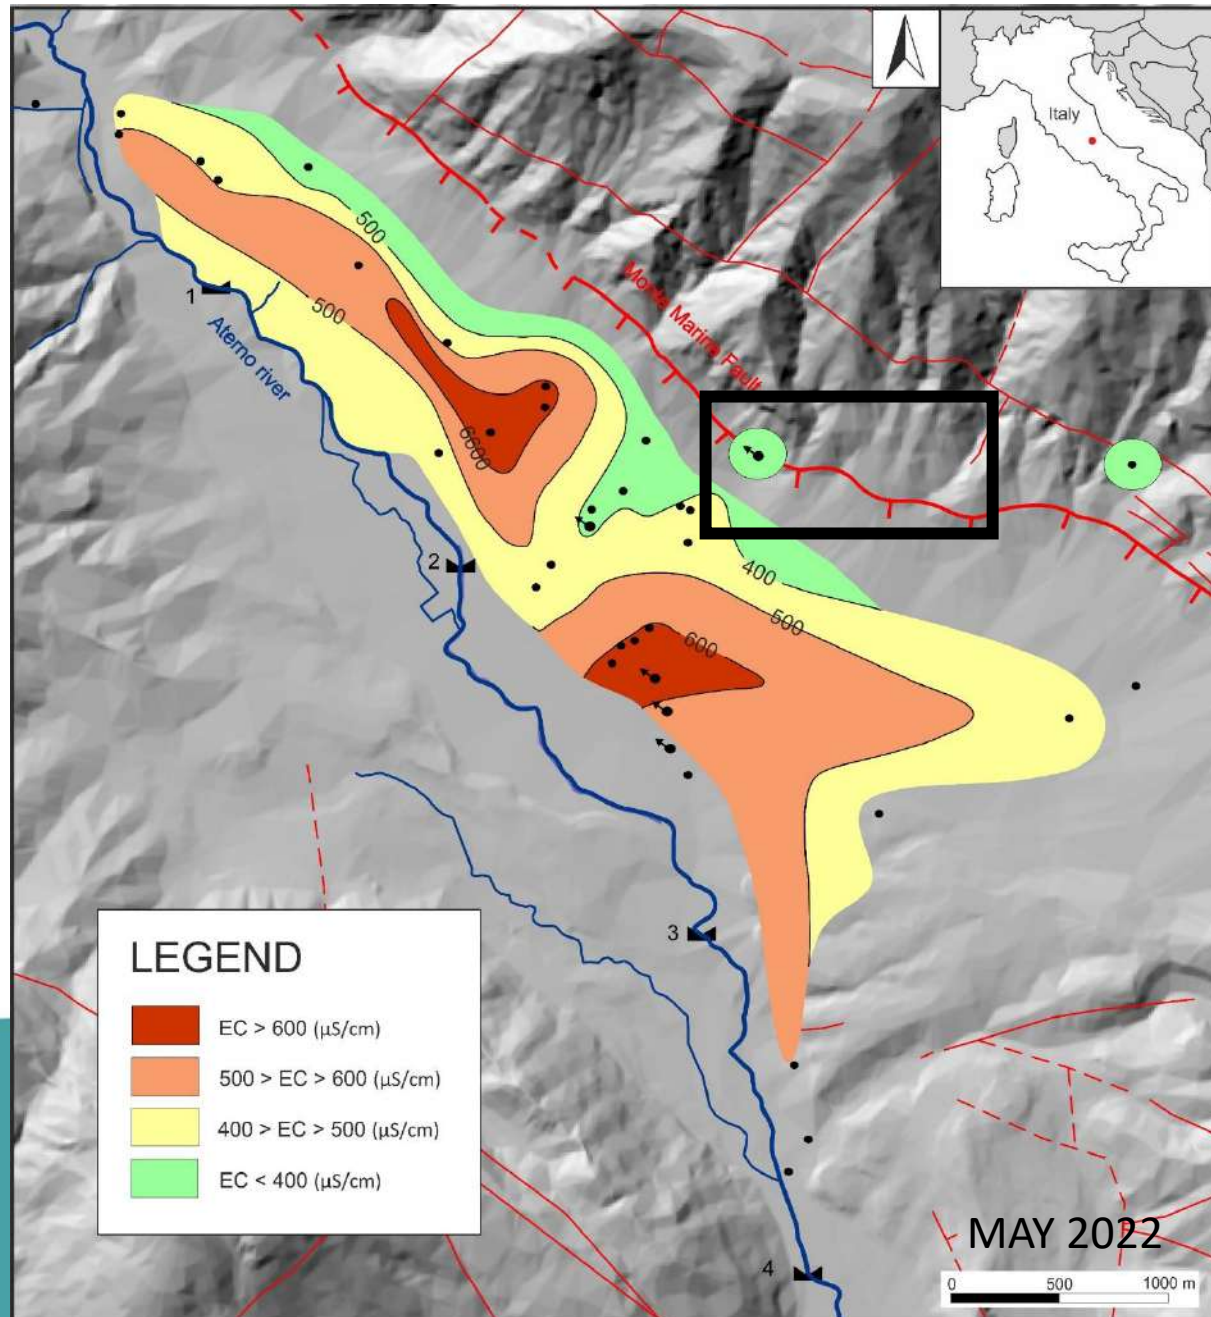 Italy
500
Monte Marine Fault
1
500
Aterno river
6600
2
400
500
600
3
LEGEND
EC > 600 (µS/cm)
500 > EC > 600 (µS/cm)
400 > EC > 500 (µS/cm)
EC < 400 (µS/cm)
MAY 2022
4
0 500 1000 m